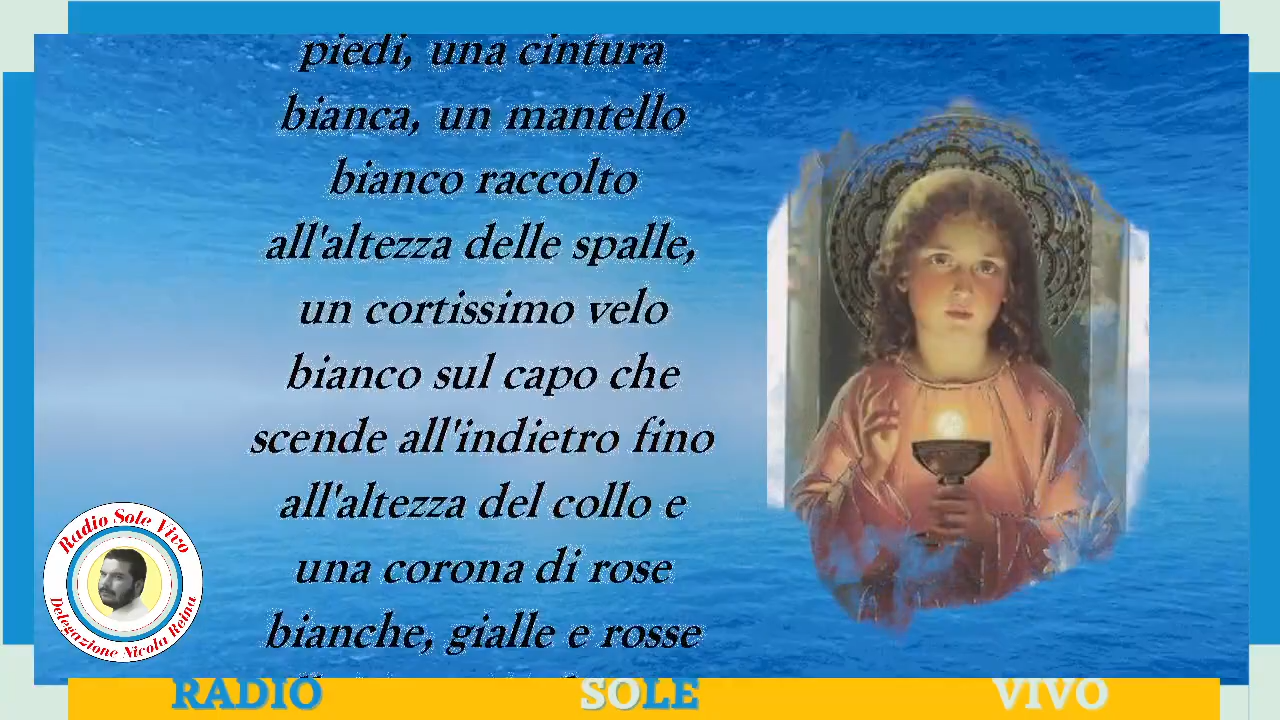 piedi, una cintura
bianca, un mantello
bianco raccolto
all'altezza delle spalle,
un cortissimo velo
bianco sul capo che
scende all'indietro fino
all'altezza del collo e
una corona di rose
bianche, gialle e rosse
Radio Sole Vivo
Delegazione Nicola Reina
RADIO SOLE VIVO